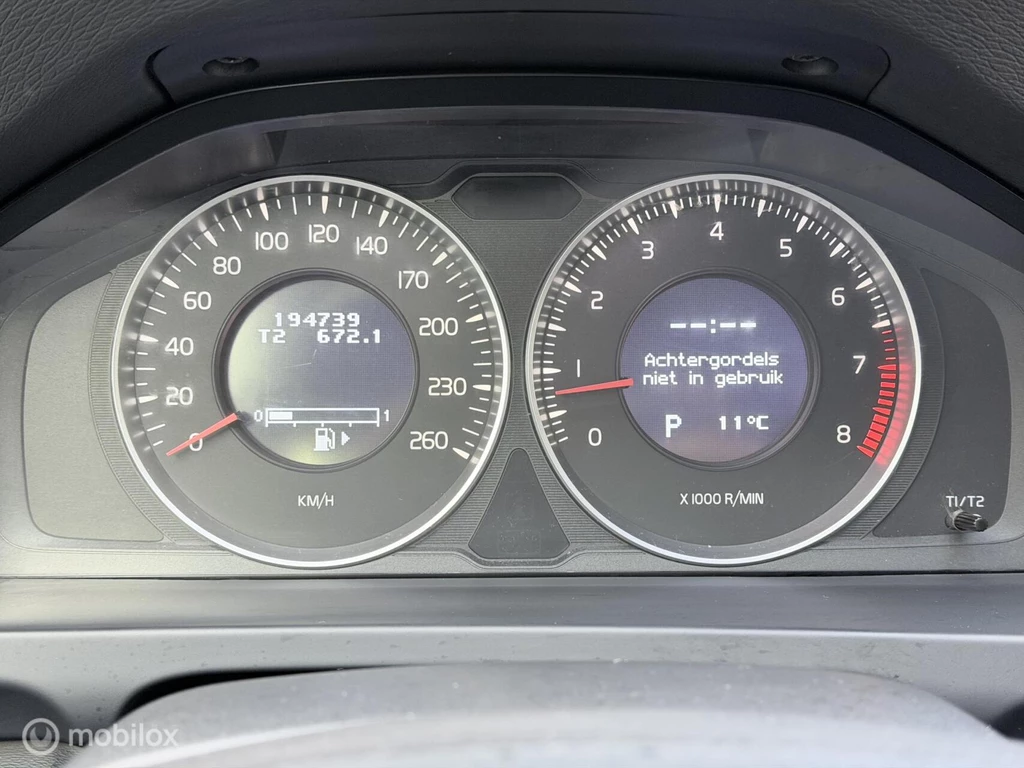 0 20 40 60 80 100 120 140 170 200 230 260
194739
T2 672.1
0 1
KM/H
0 1 2 3 4 5 6 7 8
--:--
Achtergordels
niet in gebruik
P 11°C
X 1000 R/MIN
T1/T2
mobilox